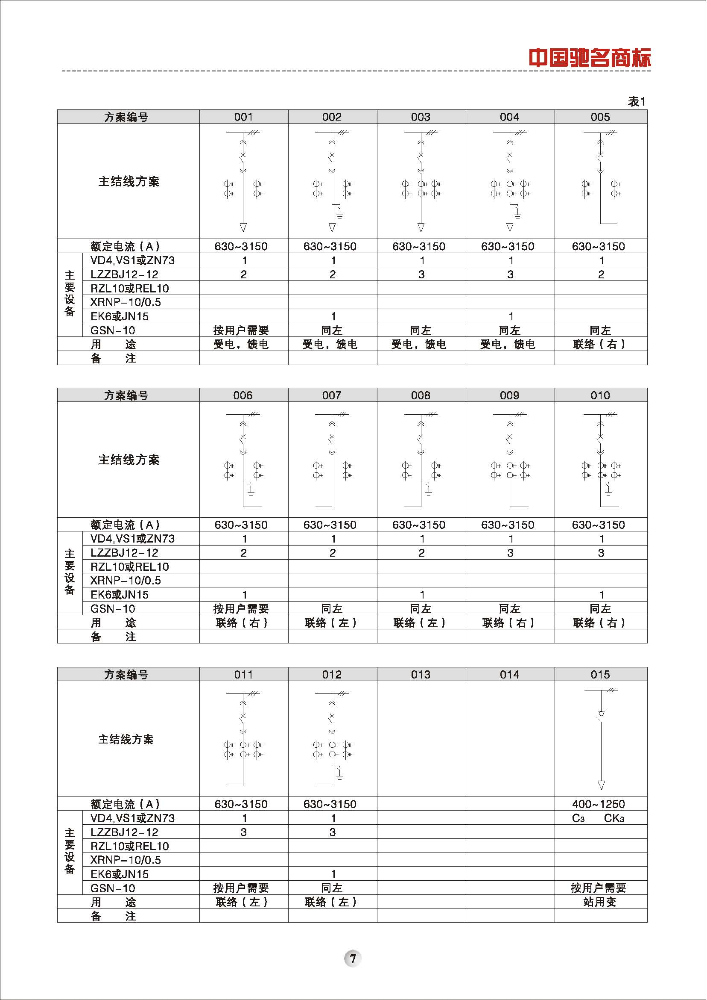 中国驰名商标
表1
方案编号 001 002 003 004 005
主结线方案
额定电流（A） 630~3150 630~3150 630~3150 630~3150 630~3150
主要设备
VD4,VS1或ZN73 1 1 1 1 1
LZZBJ12-12 2 2 3 3 2
RZL10或REL10
XRNP-10/0.5
EK6或JN15 1 1
GSN-10 按用户需要 同左 同左 同左 同左
用 途 受电，馈电 受电，馈电 受电，馈电 受电，馈电 联络（右）
备 注
方案编号 006 007 008 009 010
主结线方案
额定电流（A） 630~3150 630~3150 630~3150 630~3150 630~3150
主要设备
VD4,VS1或ZN73 1 1 1 1 1
LZZBJ12-12 2 2 2 3 3
RZL10或REL10
XRNP-10/0.5
EK6或JN15 1 1 1
GSN-10 按用户需要 同左 同左 同左 同左
用 途 联络（右） 联络（左） 联络（左） 联络（右） 联络（右）
备 注
方案编号 011 012 013 014 015
主结线方案
额定电流（A） 630~3150 630~3150 400~1250
主要设备
VD4,VS1或ZN73 1 1 C3 CK3
LZZBJ12-12 3 3
RZL10或REL10
XRNP-10/0.5
EK6或JN15 1
GSN-10 按用户需要 同左 按用户需要
用 途 联络（左） 联络（左） 站用变
备 注
7